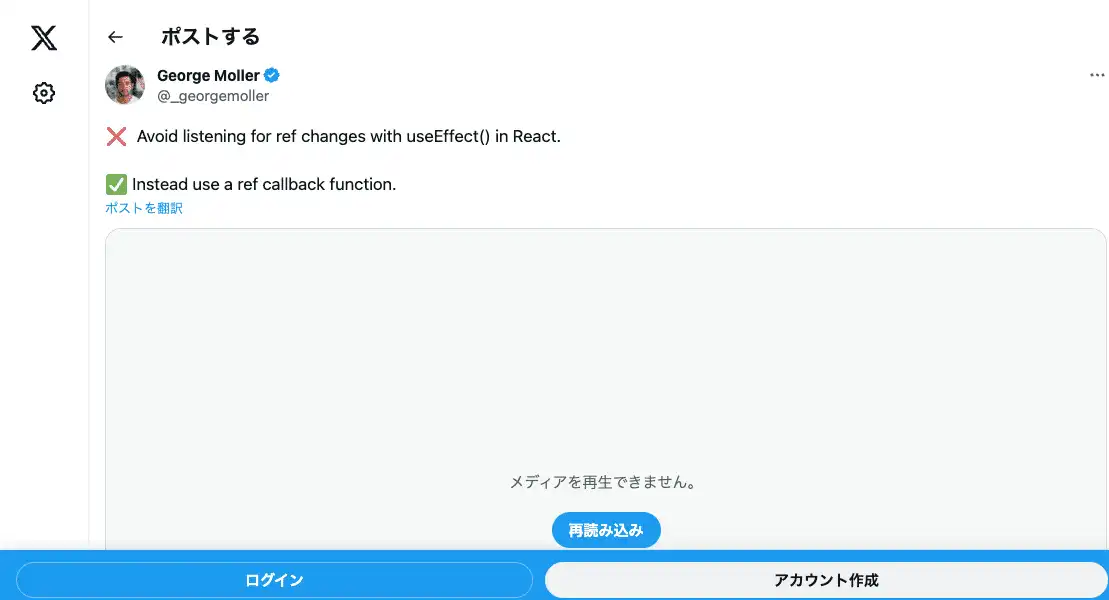 ポストする
George Moller
@_georgemoller
❌ Avoid listening for ref changes with useEffect() in React.
✅ Instead use a ref callback function.
ポストを翻訳
メディアを再生できません。
再読み込み
ログイン
アカウント作成